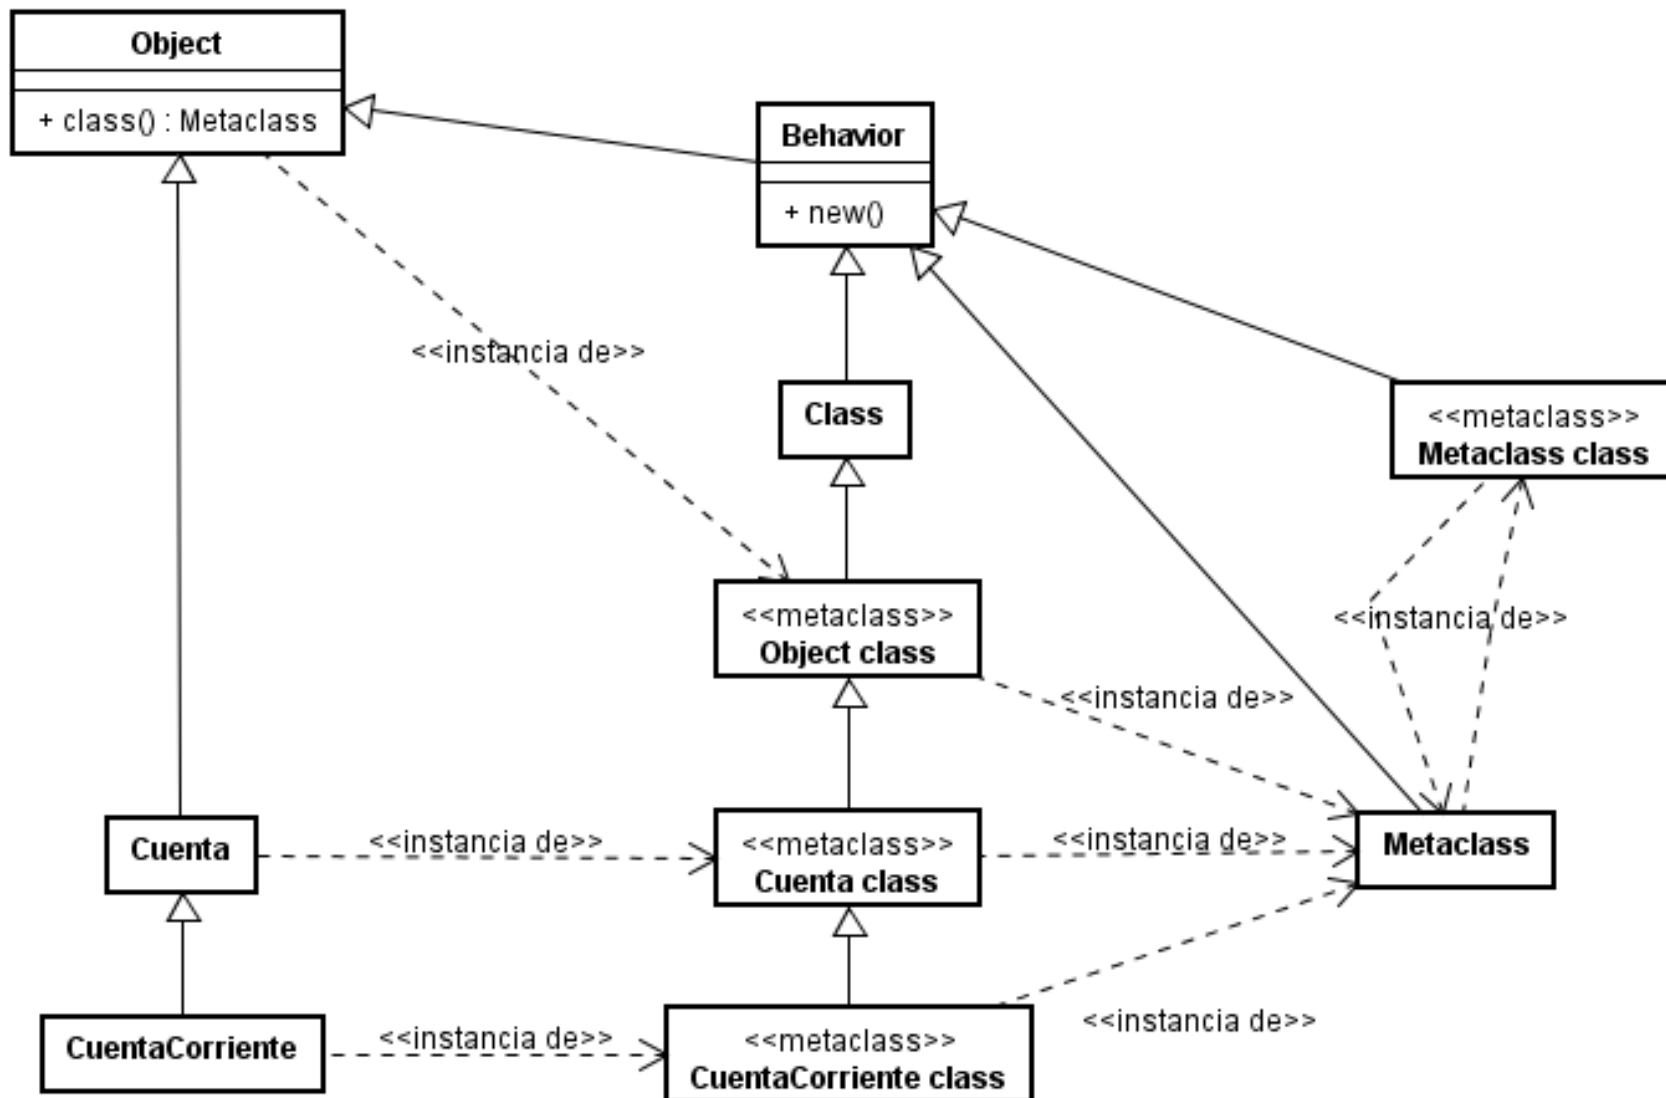 Object
+ class() : Metaclass
Behavior
+ new()
<<instancia de>>
Class
<<metaclass>>
Metaclass class
<<metaclass>>
Object class
<<instancia de>>
<<instancia de>>
Cuenta
<<instancia de>>
<<metaclass>>
Cuenta class
<<instancia de>>
Metaclass
CuentaCorriente
<<instancia de>>
<<metaclass>>
CuentaCorriente class
<<instancia de>>